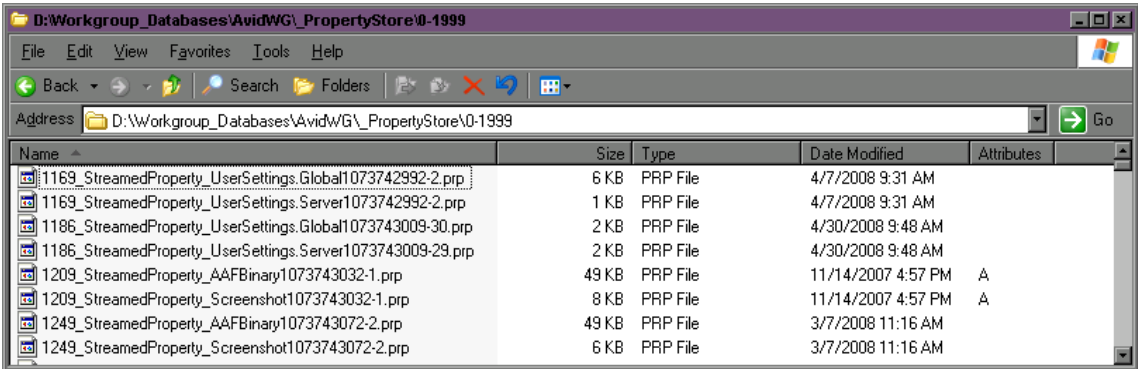 D:\Workgroup_Databases\AvidWG\_PropertyStore\0-1999
File Edit View Favorites Tools Help
Back Search Folders
Address D:\Workgroup_Databases\AvidWG\_PropertyStore\0-1999 Go
Name Size Type Date Modified Attributes
1169_StreamedProperty_UserSettings.Global1073742992-2.prp 6 KB PRP File 4/7/2008 9:31 AM
1169_StreamedProperty_UserSettings.Server1073742992-2.prp 1 KB PRP File 4/7/2008 9:31 AM
1186_StreamedProperty_UserSettings.Global1073743009-30.prp 2 KB PRP File 4/30/2008 9:48 AM
1186_StreamedProperty_UserSettings.Server1073743009-29.prp 2 KB PRP File 4/30/2008 9:48 AM
1209_StreamedProperty_AAFBinary1073743032-1.prp 49 KB PRP File 11/14/2007 4:57 PM A
1209_StreamedProperty_Screenshot1073743032-1.prp 8 KB PRP File 11/14/2007 4:57 PM A
1249_StreamedProperty_AAFBinary1073743072-2.prp 49 KB PRP File 3/7/2008 11:16 AM
1249_StreamedProperty_Screenshot1073743072-2.prp 6 KB PRP File 3/7/2008 11:16 AM